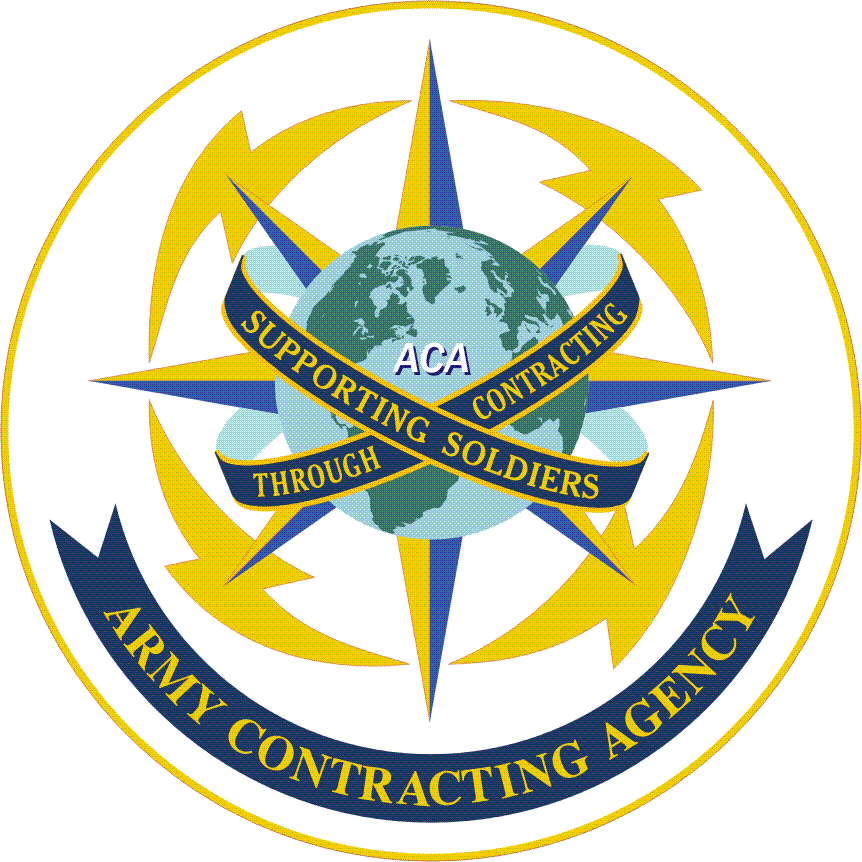 ACA
SUPPORTING SOLDIERS
THROUGH CONTRACTING
ARMY CONTRACTING AGENCY